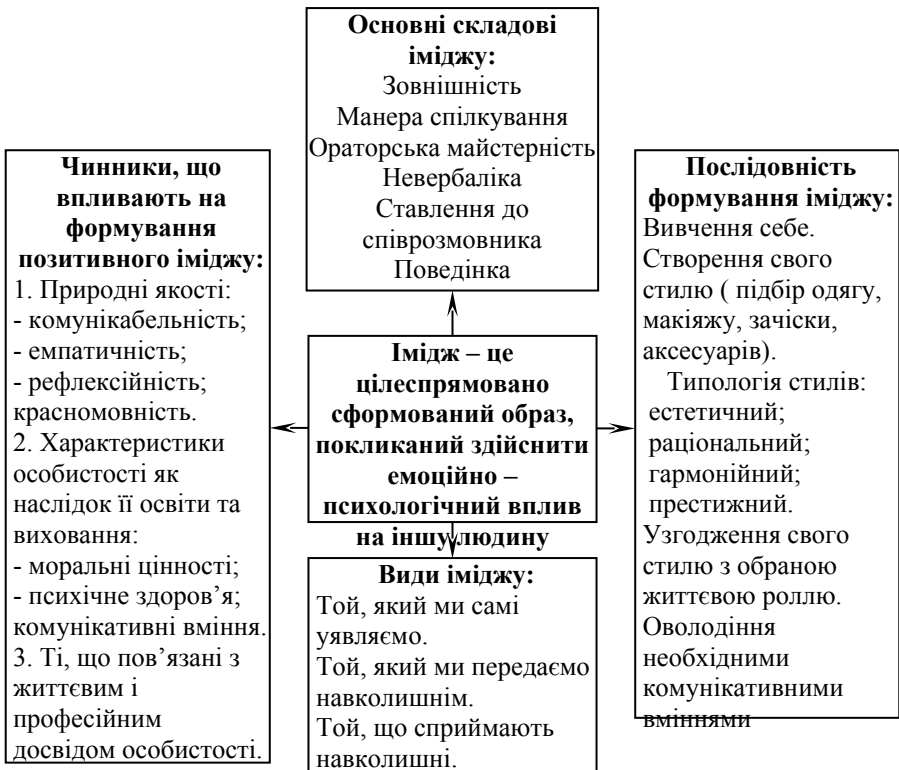 Основні складові
іміджу:
Зовнішність
Манера спілкування
Ораторська майстерність
Невербаліка
Ставлення до
співрозмовника
Поведінка
Чинники, що
впливають на
формування
позитивного іміджу:
1. Природні якості:
- комунікабельність;
- емпатичність;
- рефлексійність;
красномовність.
2. Характеристики
особистості як
наслідок її освіти та
виховання:
- моральні цінності;
- психічне здоров’я;
комунікативні вміння.
3. Ті, що пов’язані з
життєвим і
професійним
досвідом особистості.
Імідж – це
цілеспрямовано
сформований образ,
покликаний здійснити
емоційно –
психологічний вплив
на іншу людину
Види іміджу:
Той, який ми самі
уявляємо.
Той, який ми передаємо
навколишнім.
Той, що сприймають
навколишні.
Послідовність
формування іміджу:
Вивчення себе.
Створення свого
стилю ( підбір одягу,
макіяжу, зачіски,
аксесуарів).
Типологія стилів:
естетичний;
раціональний;
гармонійний;
престижний.
Узгодження свого
стилю з обраною
життєвою роллю.
Оволодіння
необхідними
комунікативними
вміннями